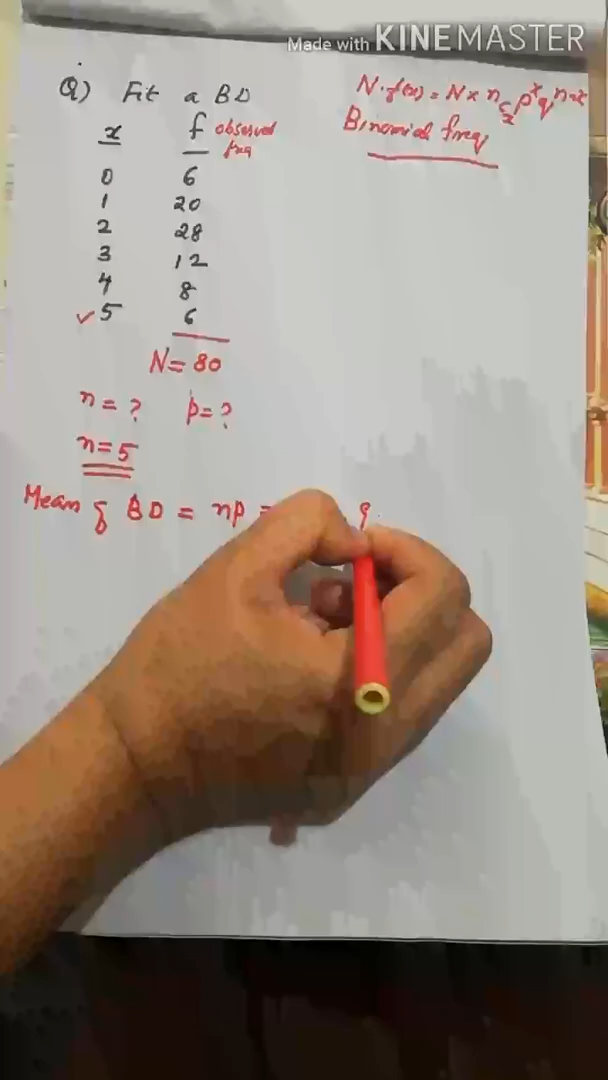 Made with KINEMASTER
Q) Fit a BD
N·f(x) = N × nCx p^x q^n-x
Binomial freq
x f observed freq
0 6
1 20
2 28
3 12
4 8
5 6
N = 80
n = ? p = ?
n = 5
Mean of BD = np =